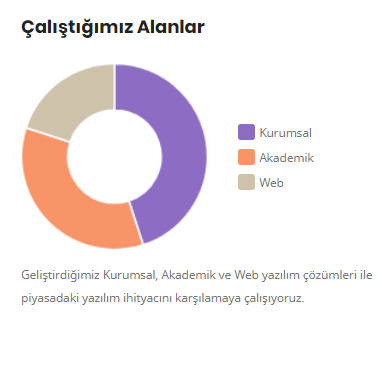 Çalıştığımız Alanlar
Kurumsal
Akademik
Web
Geliştirdiğimiz Kurumsal, Akademik ve Web yazılım çözümleri ile
piyasadaki yazılım ihityacını karşılamaya çalışıyoruz.